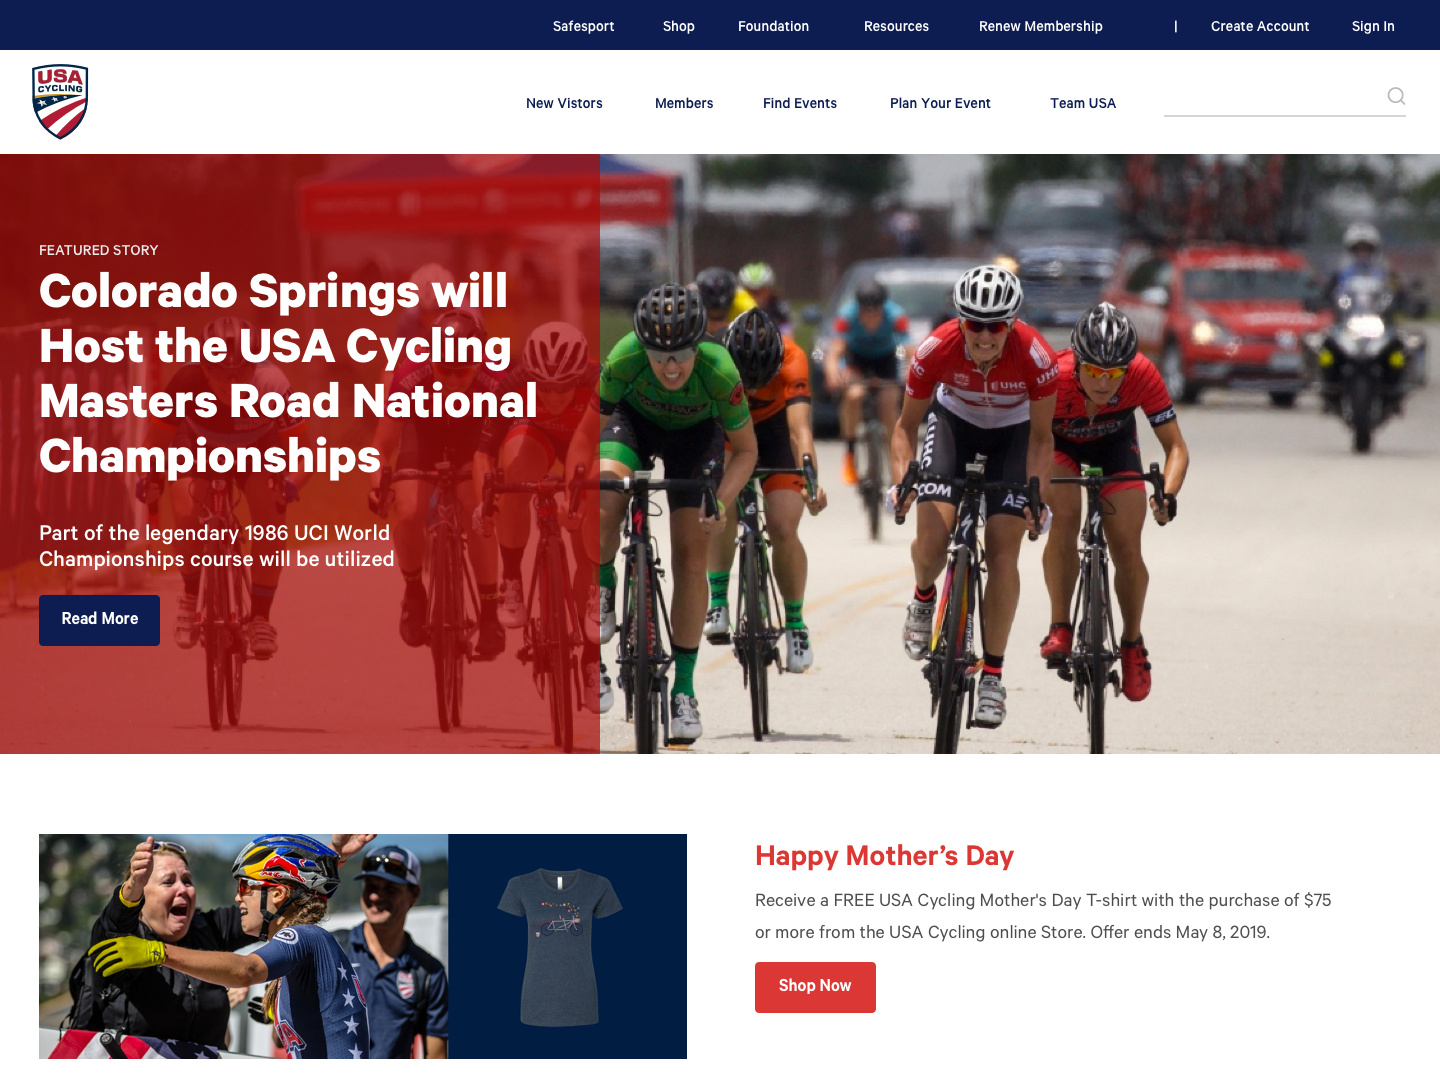 Safesport Shop Foundation Resources Renew Membership | Create Account Sign In
USA
CYCLING
New Vistors Members Find Events Plan Your Event Team USA
FEATURED STORY
Colorado Springs will
Host the USA Cycling
Masters Road National
Championships
Part of the legendary 1986 UCI World
Championships course will be utilized
Read More
UHC
UHC
UHC
.COM
Happy Mother’s Day
Receive a FREE USA Cycling Mother's Day T-shirt with the purchase of $75
or more from the USA Cycling online Store. Offer ends May 8, 2019.
Shop Now